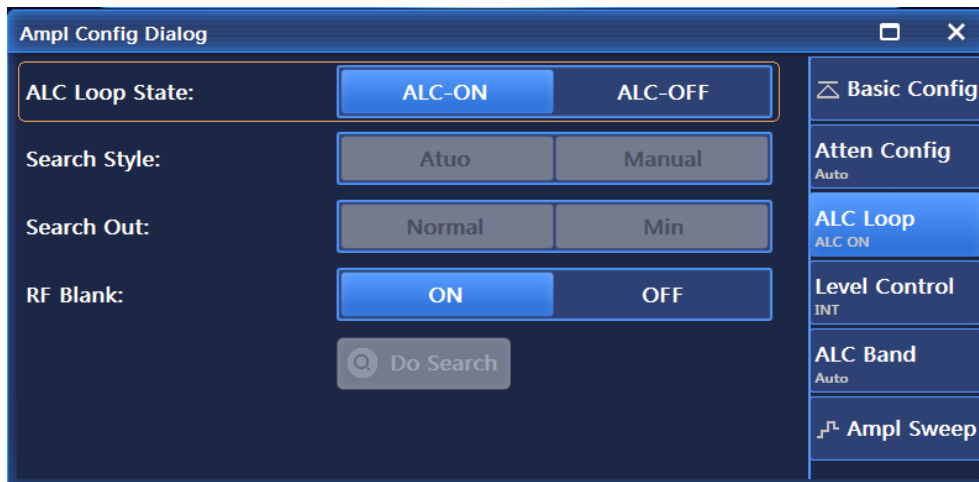 Ampl Config Dialog
ALC Loop State:
ALC-ON
ALC-OFF
Search Style:
Atuo
Manual
Search Out:
Normal
Min
RF Blank:
ON
OFF
Do Search
Basic Config
Atten Config
Auto
ALC Loop
ALC ON
Level Control
INT
ALC Band
Auto
Ampl Sweep